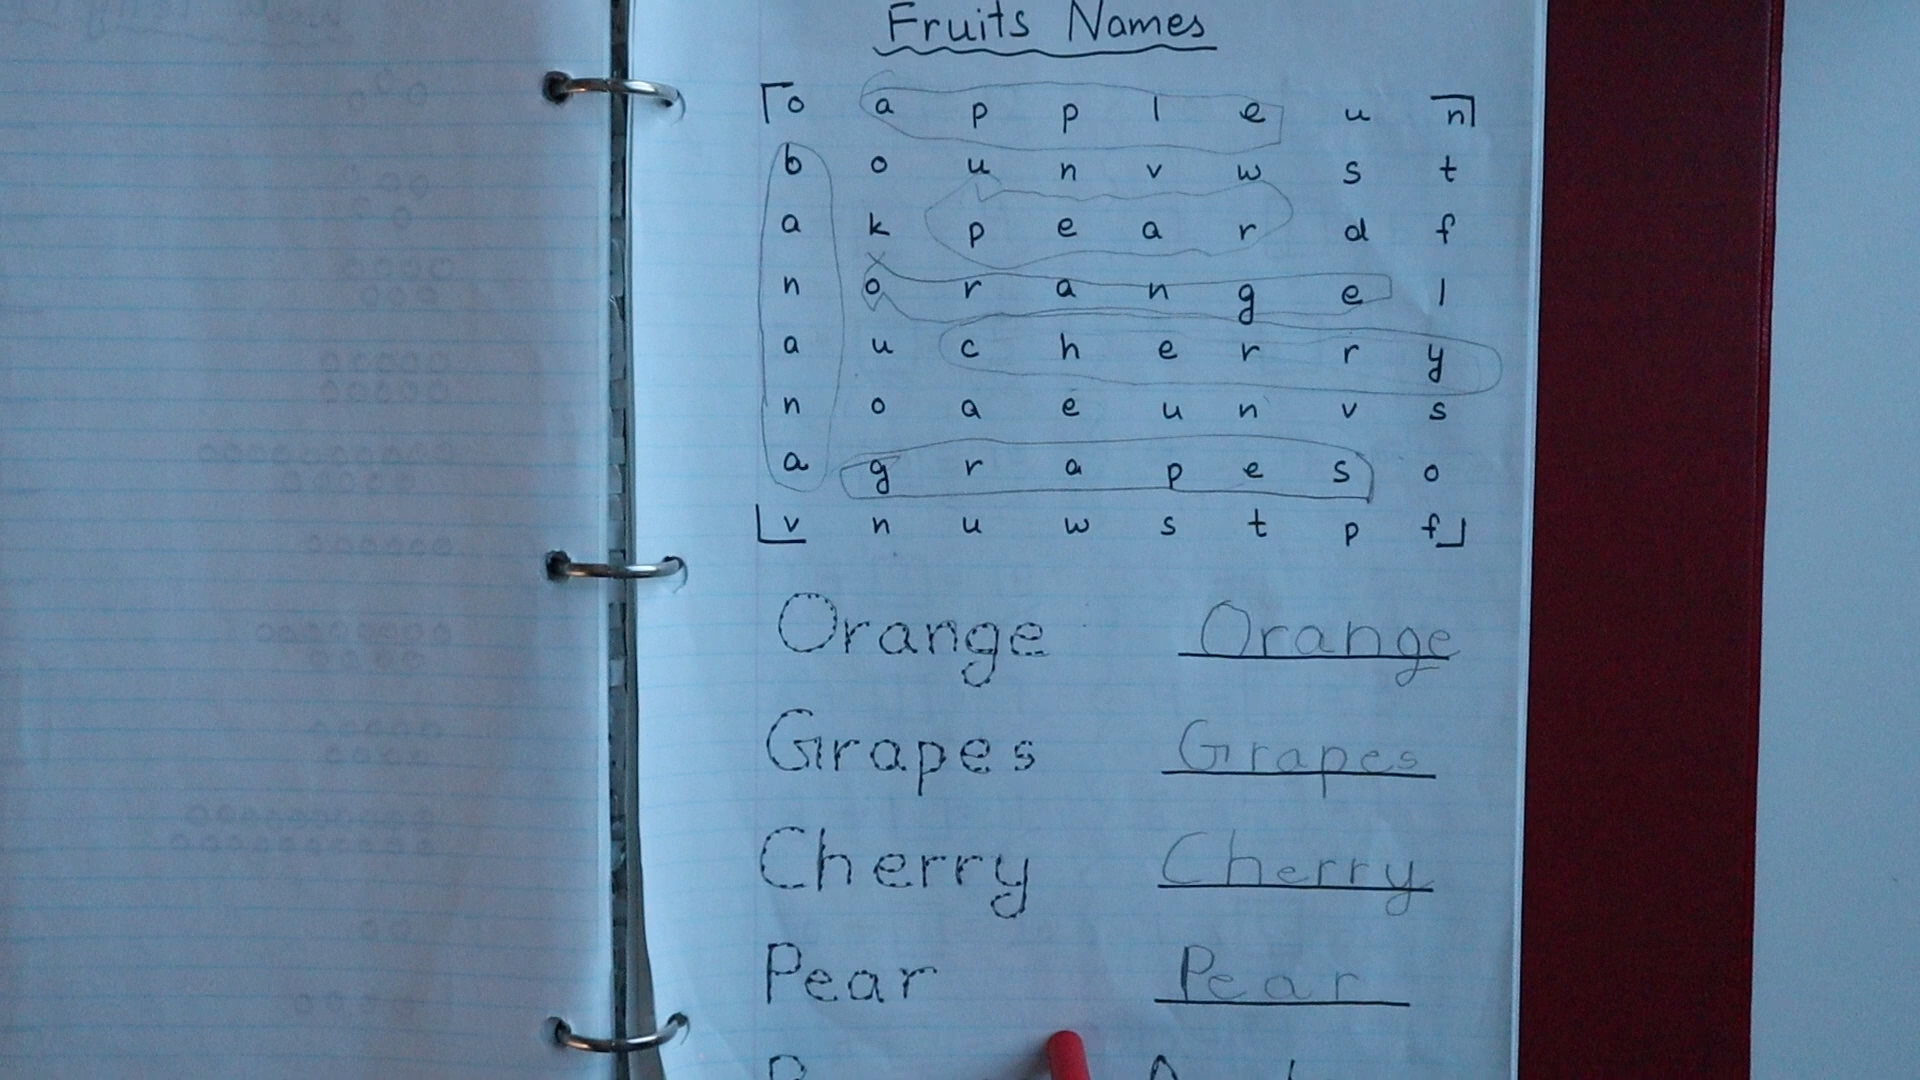 Fruits Names
o a p p l e u n
b o u n v w s t
a k p e a r d f
n o r a n g e l
a u c h e r r y
n o a e u n v s
a g r a p e s o
v n u w s t p f
Orange Orange
Grapes Grapes
Cherry Cherry
Pear Pear